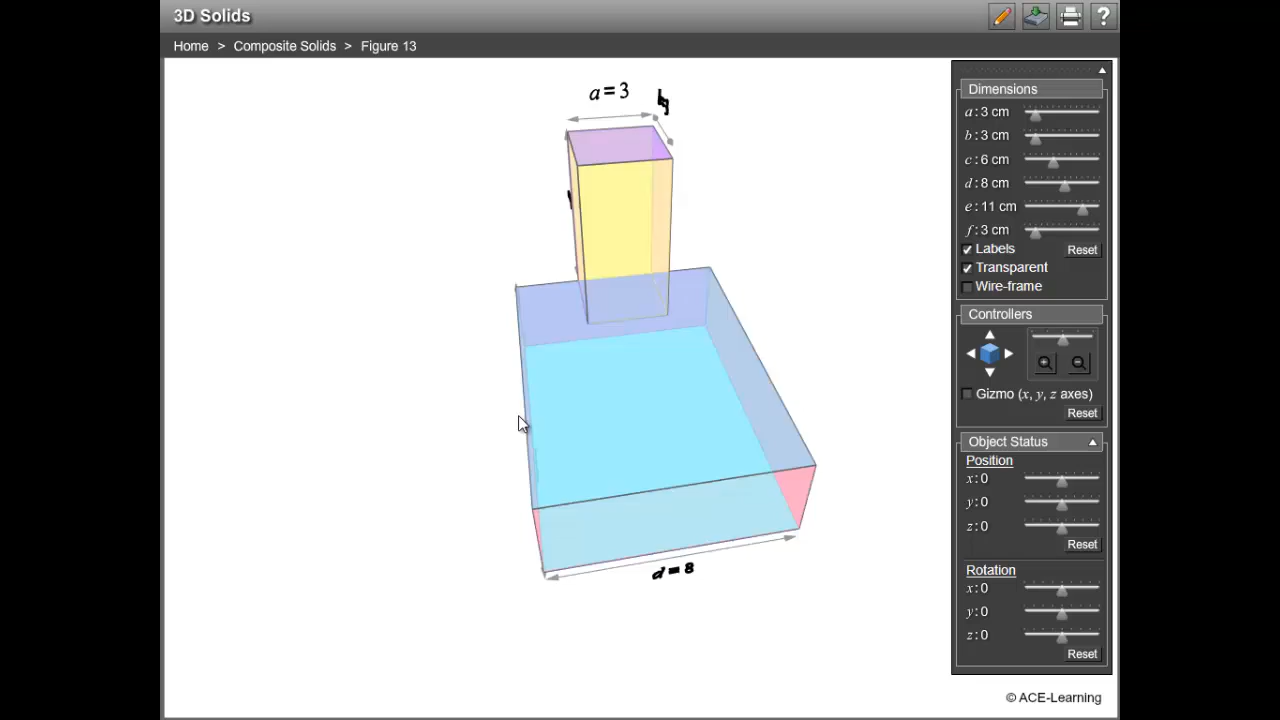 3D Solids
Home > Composite Solids > Figure 13
a = 3
d = 8
Dimensions
a : 3 cm
b : 3 cm
c : 6 cm
d : 8 cm
e : 11 cm
f : 3 cm
Labels
Reset
Transparent
Wire-frame
Controllers
Gizmo (x, y, z axes)
Reset
Object Status
Position
x : 0
y : 0
z : 0
Reset
Rotation
x : 0
y : 0
z : 0
Reset
© ACE-Learning